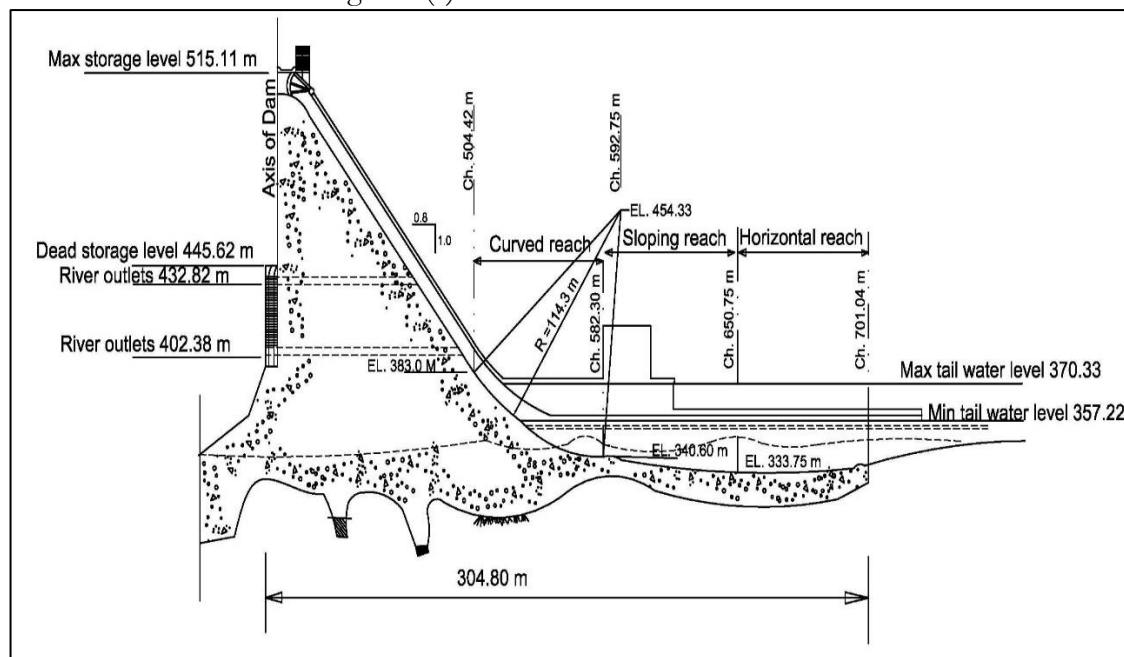 Max storage level 515.11 m
Axis of Dam
Ch. 504.42 m
Ch. 592.75 m
EL. 454.33
0.8
1.0
Curved reach
Sloping reach
Horizontal reach
Dead storage level 445.62 m
River outlets 432.82 m
R =114.3 m
Ch. 582.30 m
Ch. 650.75 m
Ch. 701.04 m
River outlets 402.38 m
EL. 383.0 M
Max tail water level 370.33
Min tail water level 357.22
EL. 340.60 m
EL. 333.75 m
304.80 m